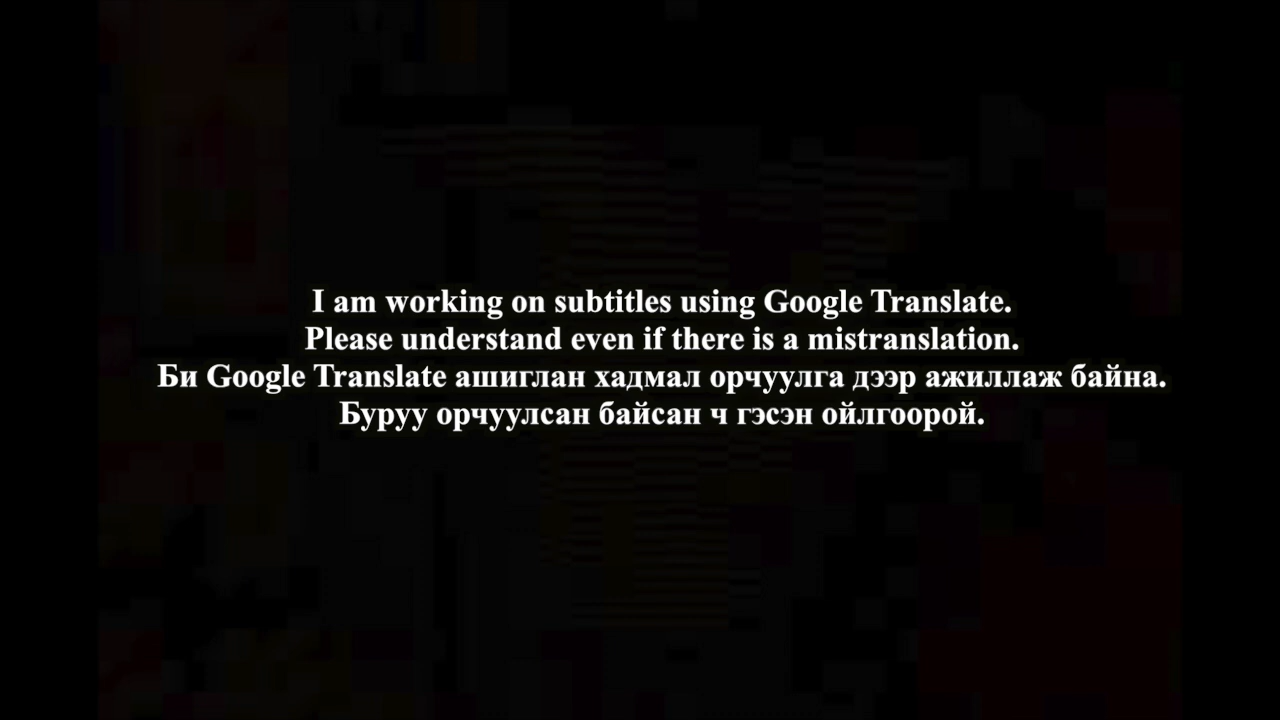 I am working on subtitles using Google Translate.
Please understand even if there is a mistranslation.
Би Google Translate ашиглан хадмал орчуулга дээр ажиллаж байна.
Буруу орчуулсан байсан ч гэсэн ойлгоорой.